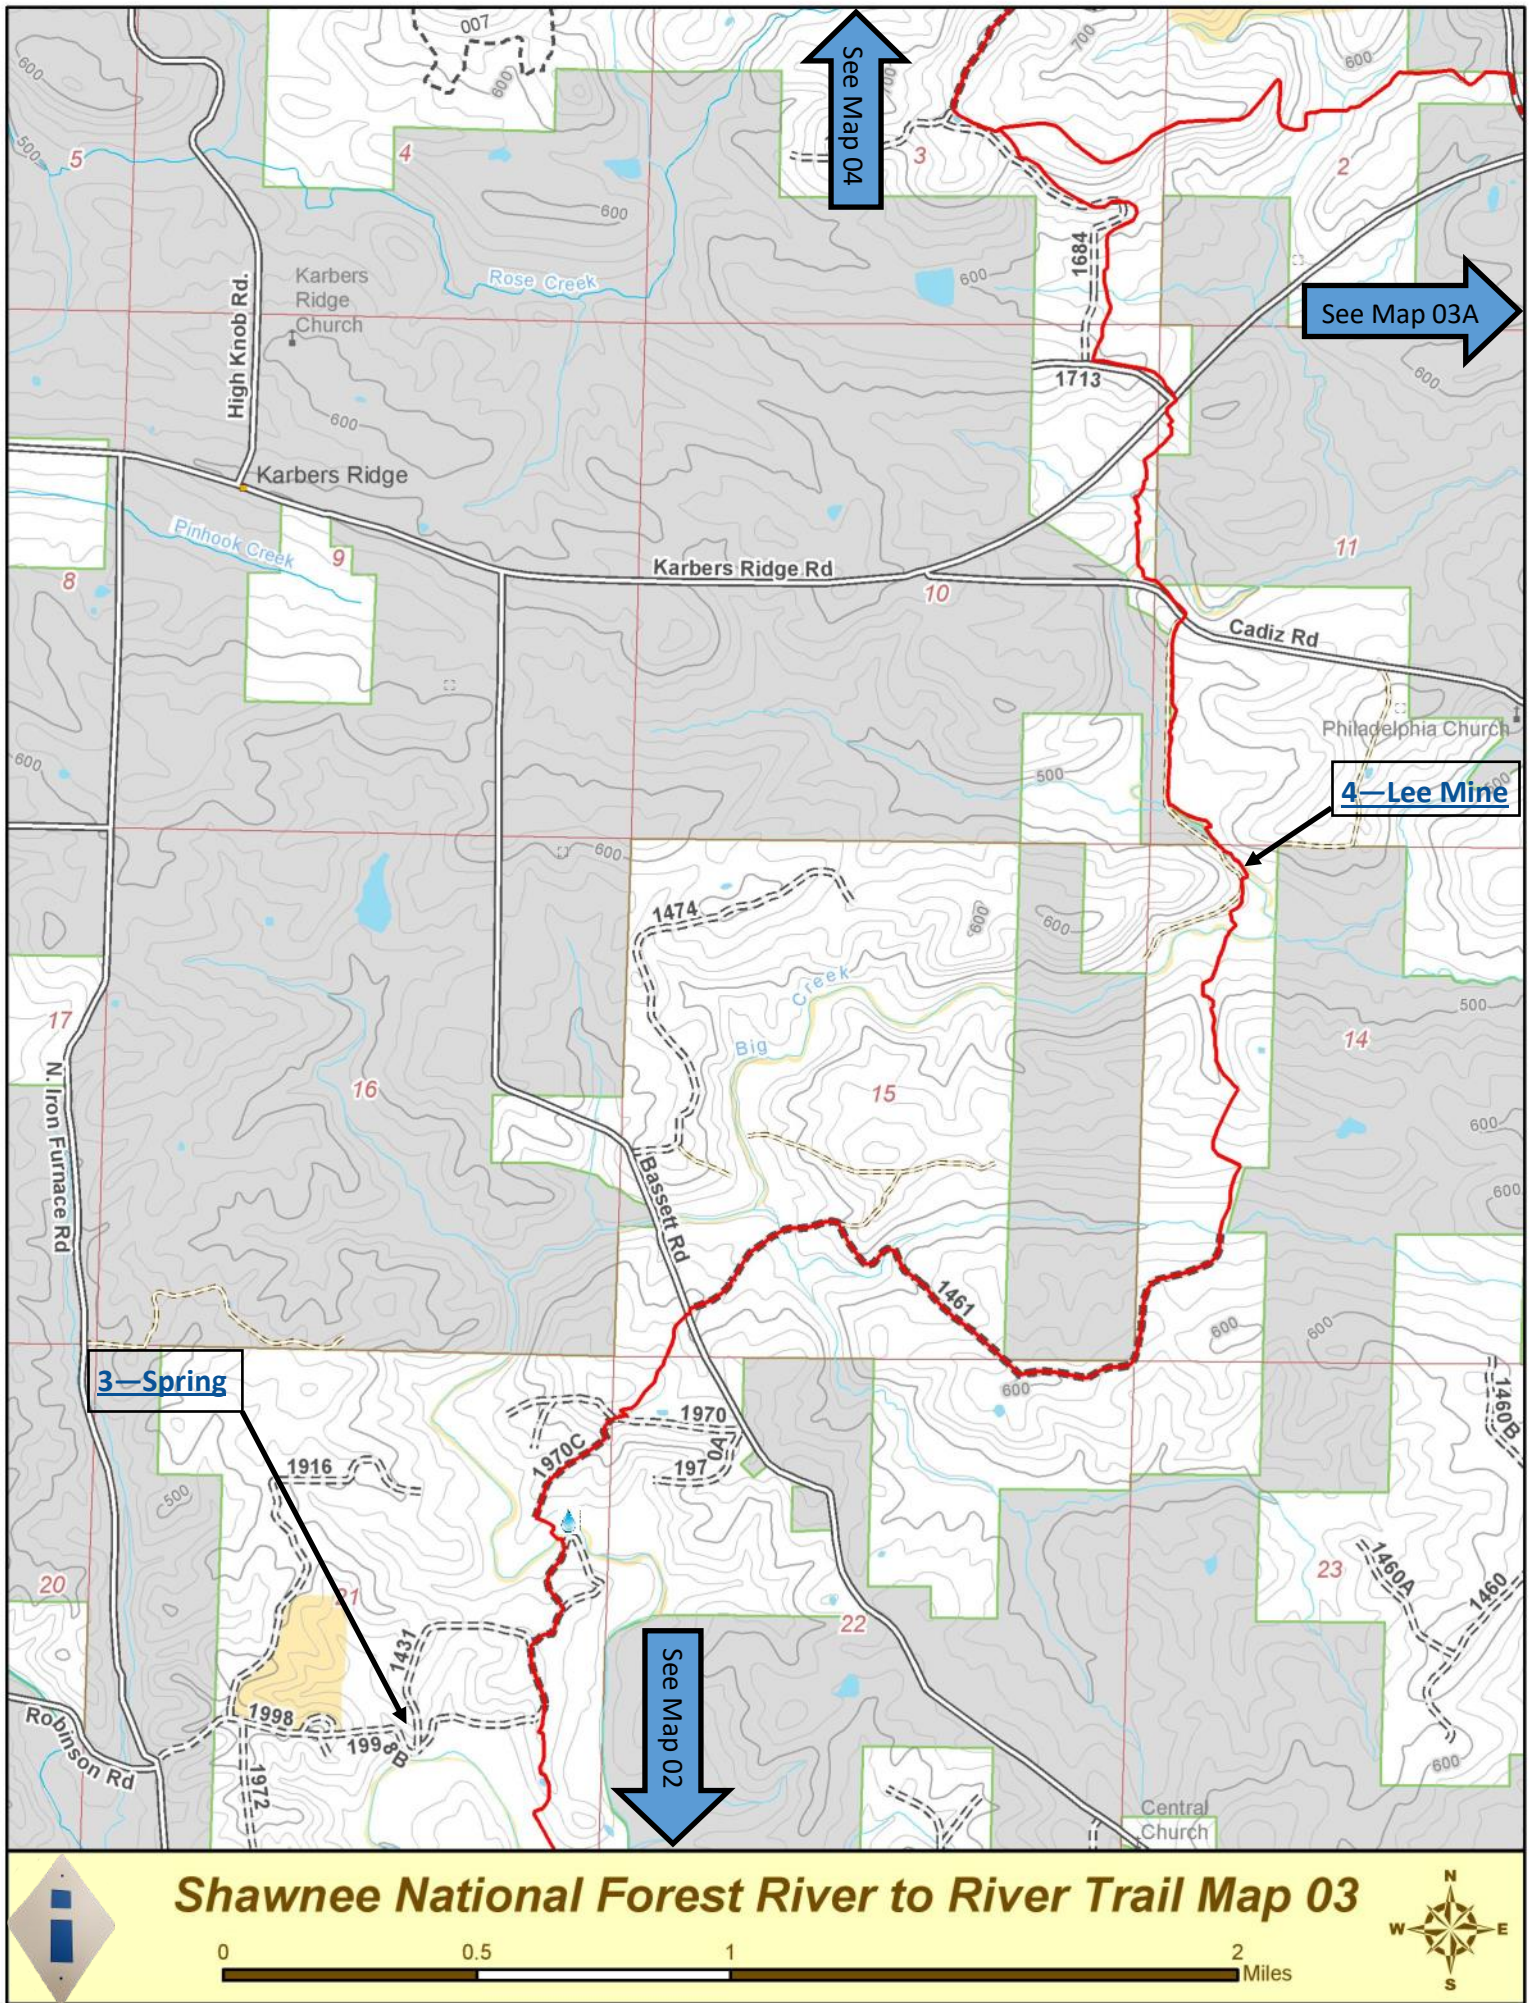 007
700
600
600
600
See Map 04
700
5
4
3
2
500
600
Rose Creek
1684
600
High Knob Rd.
Karbers
Ridge
Church
See Map 03A
1713
600
600
Karbers Ridge
Pinhook Creek
9
8
Karbers Ridge Rd
10
11
Cadiz Rd
Philadelphia Church
600
500
4—Lee Mine
600
1474
600
600
Creek
Big
500
17
14
16
15
600
N. Iron Furnace Rd
Bassett Rd
600
1461
600
600
600
3—Spring
1970
1970C
1970A
1460B
1916
500
20
21
22
23
1460A
1460
1431
See Map 02
1998
1998B
Robinson Rd
1972
600
Central
Church
Shawnee National Forest River to River Trail Map 03
N
W
E
S
0
0.5
1
2
Miles